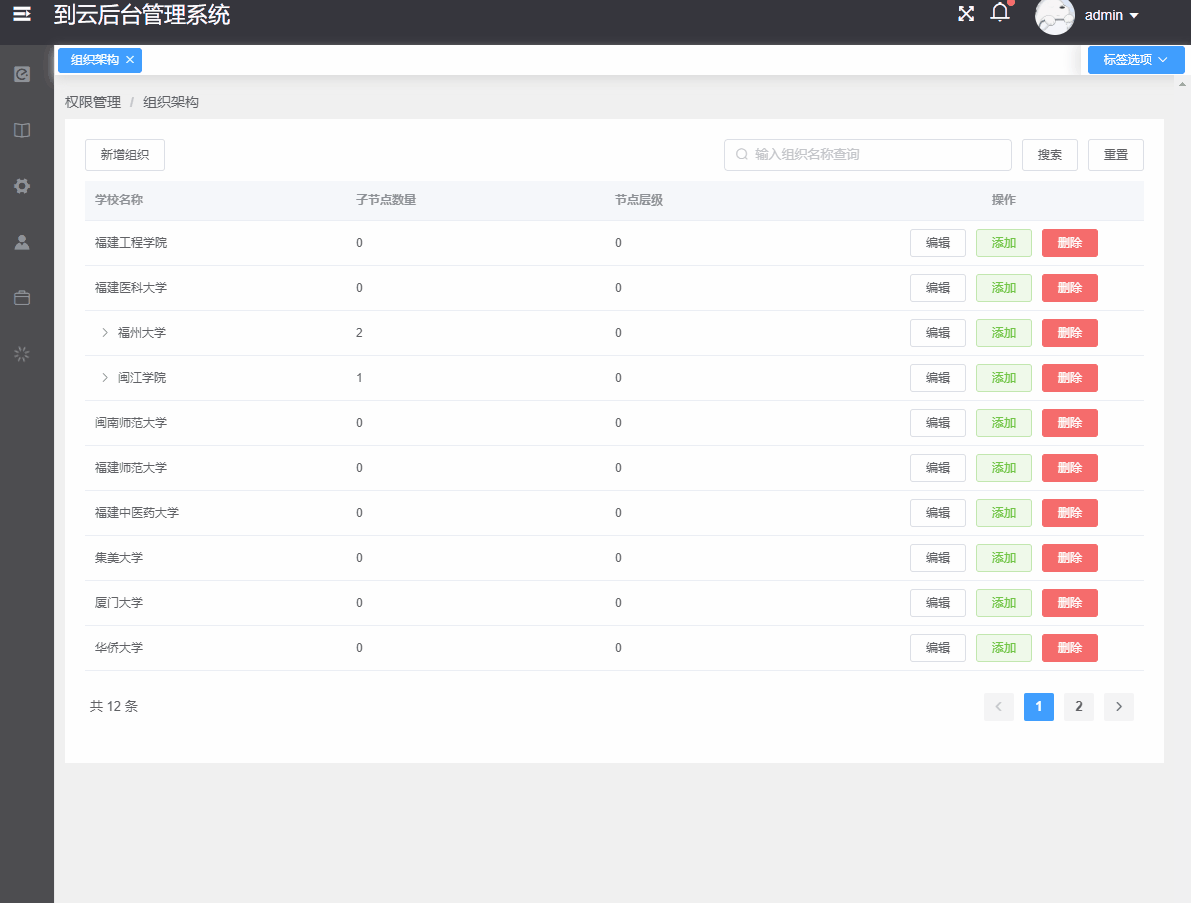 到云后台管理系统
admin
组织架构
标签选项
权限管理 / 组织架构
新增组织
输入组织名称查询
搜索
重置
学校名称 子节点数量 节点层级 操作
福建工程学院 0 0 编辑 添加 删除
福建医科大学 0 0 编辑 添加 删除
福州大学 2 0 编辑 添加 删除
闽江学院 1 0 编辑 添加 删除
闽南师范大学 0 0 编辑 添加 删除
福建师范大学 0 0 编辑 添加 删除
福建中医药大学 0 0 编辑 添加 删除
集美大学 0 0 编辑 添加 删除
厦门大学 0 0 编辑 添加 删除
华侨大学 0 0 编辑 添加 删除
共 12 条
1 2